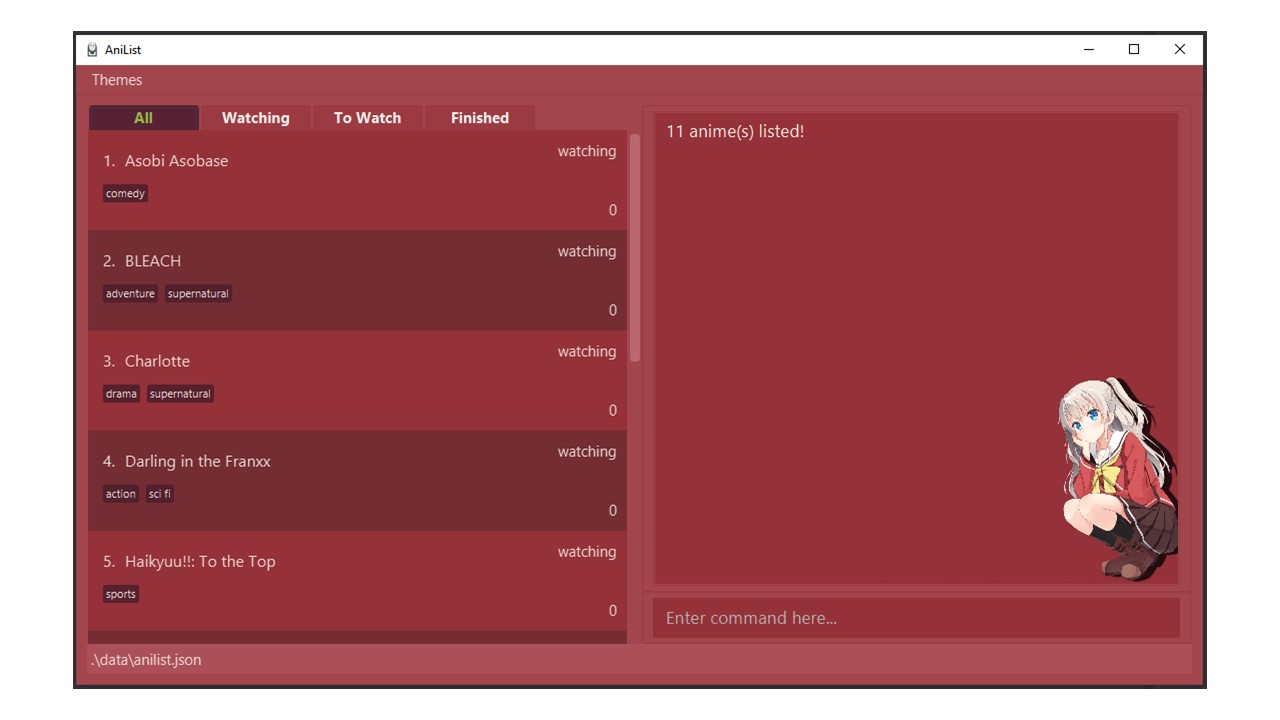 AniList
Themes
All Watching To Watch Finished
1. Asobi Asobase
watching
comedy
0
2. BLEACH
watching
adventure supernatural
0
3. Charlotte
watching
drama supernatural
0
4. Darling in the Franxx
watching
action sci fi
0
5. Haikyuu!!: To the Top
watching
sports
0
11 anime(s) listed!
Enter command here...
.\data\anilist.json